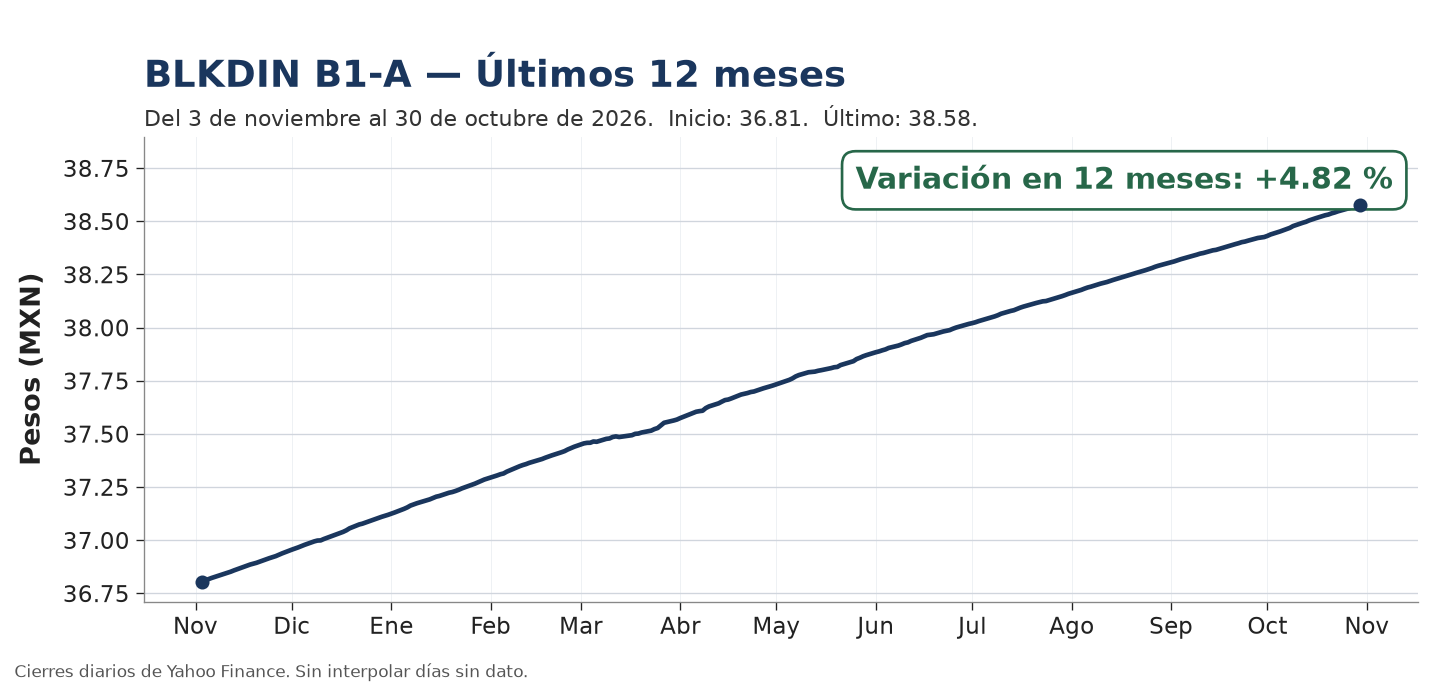 BLKDIN B1-A — Últimos 12 meses
Del 3 de noviembre al 30 de octubre de 2026.  Inicio: 36.81.  Último: 38.58.
Variación en 12 meses: +4.82 %
Pesos (MXN)
38.75
38.50
38.25
38.00
37.75
37.50
37.25
37.00
36.75
Nov Dic Ene Feb Mar Abr May Jun Jul Ago Sep Oct Nov
Cierres diarios de Yahoo Finance. Sin interpolar días sin dato.